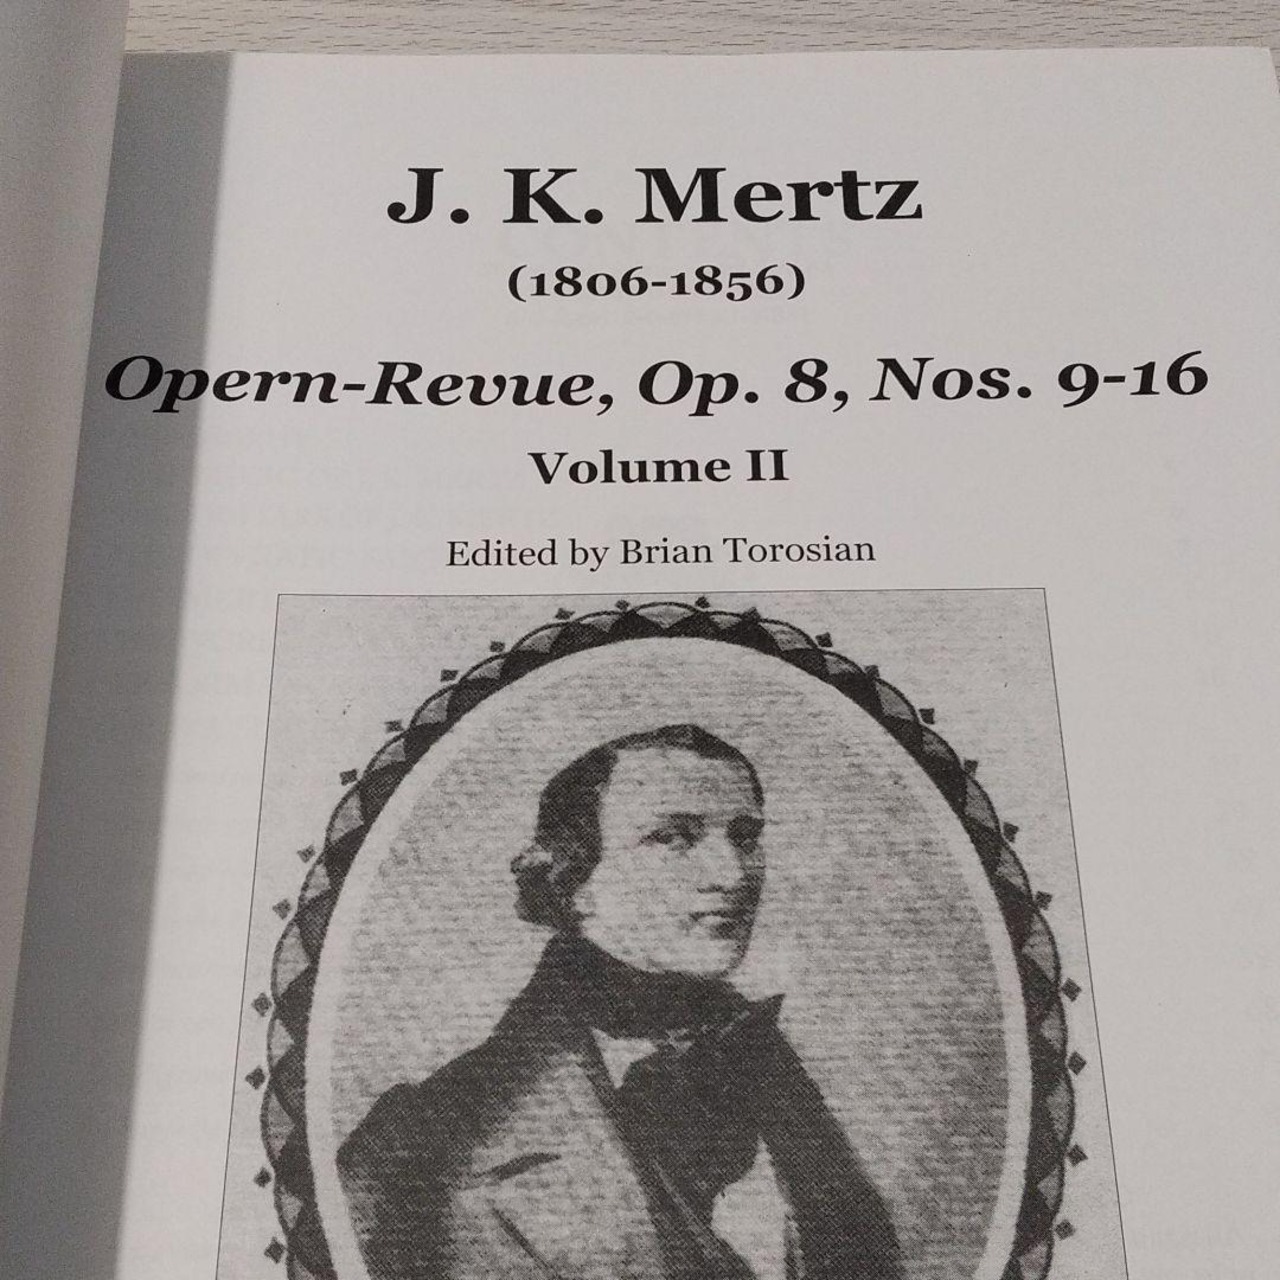 J. K. Mertz
(1806-1856)
Opern-Revue, Op. 8, Nos. 9-16
Volume II
Edited by Brian Torosian